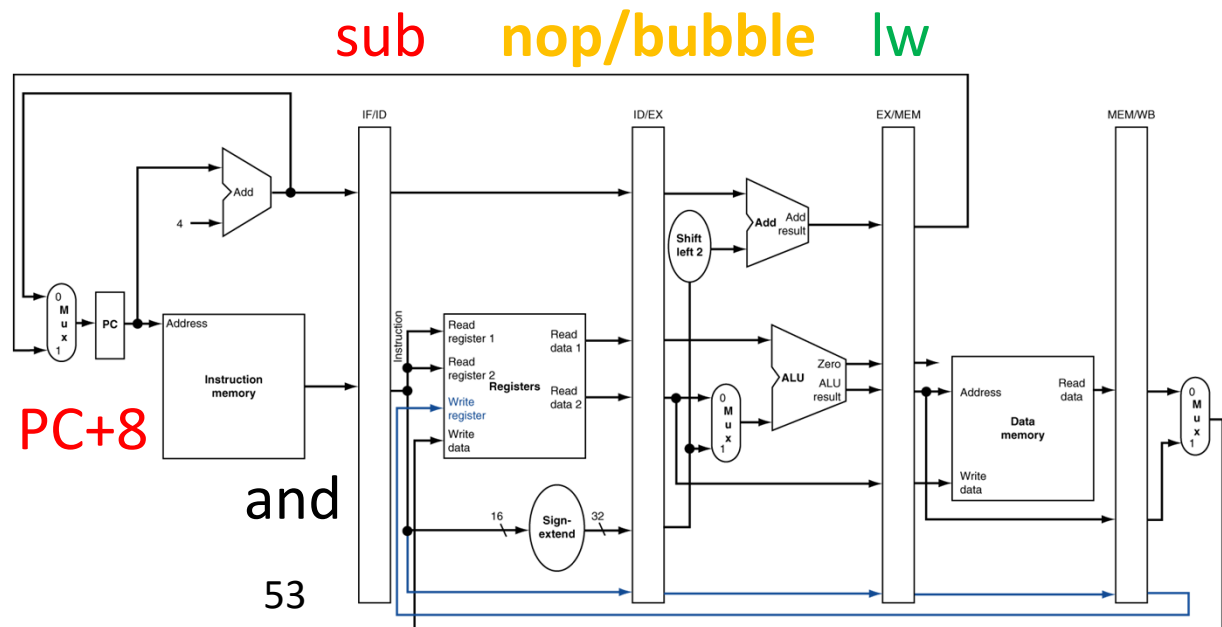 sub nop/bubble lw
IF/ID
ID/EX
EX/MEM
MEM/WB
Add
4
Add
Add
result
Shift
left 2
0
M
u
x
1
PC
Address
Instruction
memory
Instruction
Read
register 1
Read
register 2
Registers
Write
register
Write
data
Read
data 1
Read
data 2
0
M
u
x
1
Zero
ALU
ALU
result
Address
Read
data
Data
memory
Write
data
0
M
u
x
1
PC+8
and
16
Sign-
extend
32
53